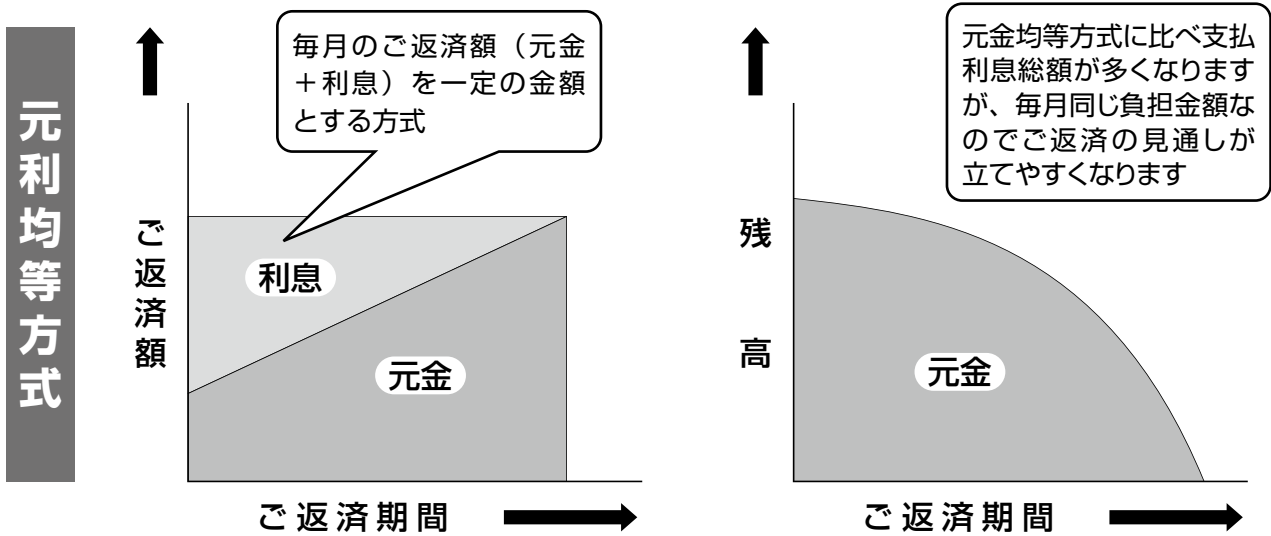 元利均等方式
毎月のご返済額（元金
＋利息）を一定の金額
とする方式
ご返済額
利息
元金
ご返済期間
元金均等方式に比べ支払
利息総額が多くなります
が、毎月同じ負担金額な
のでご返済の見通しが
立てやすくなります
残高
元金
ご返済期間